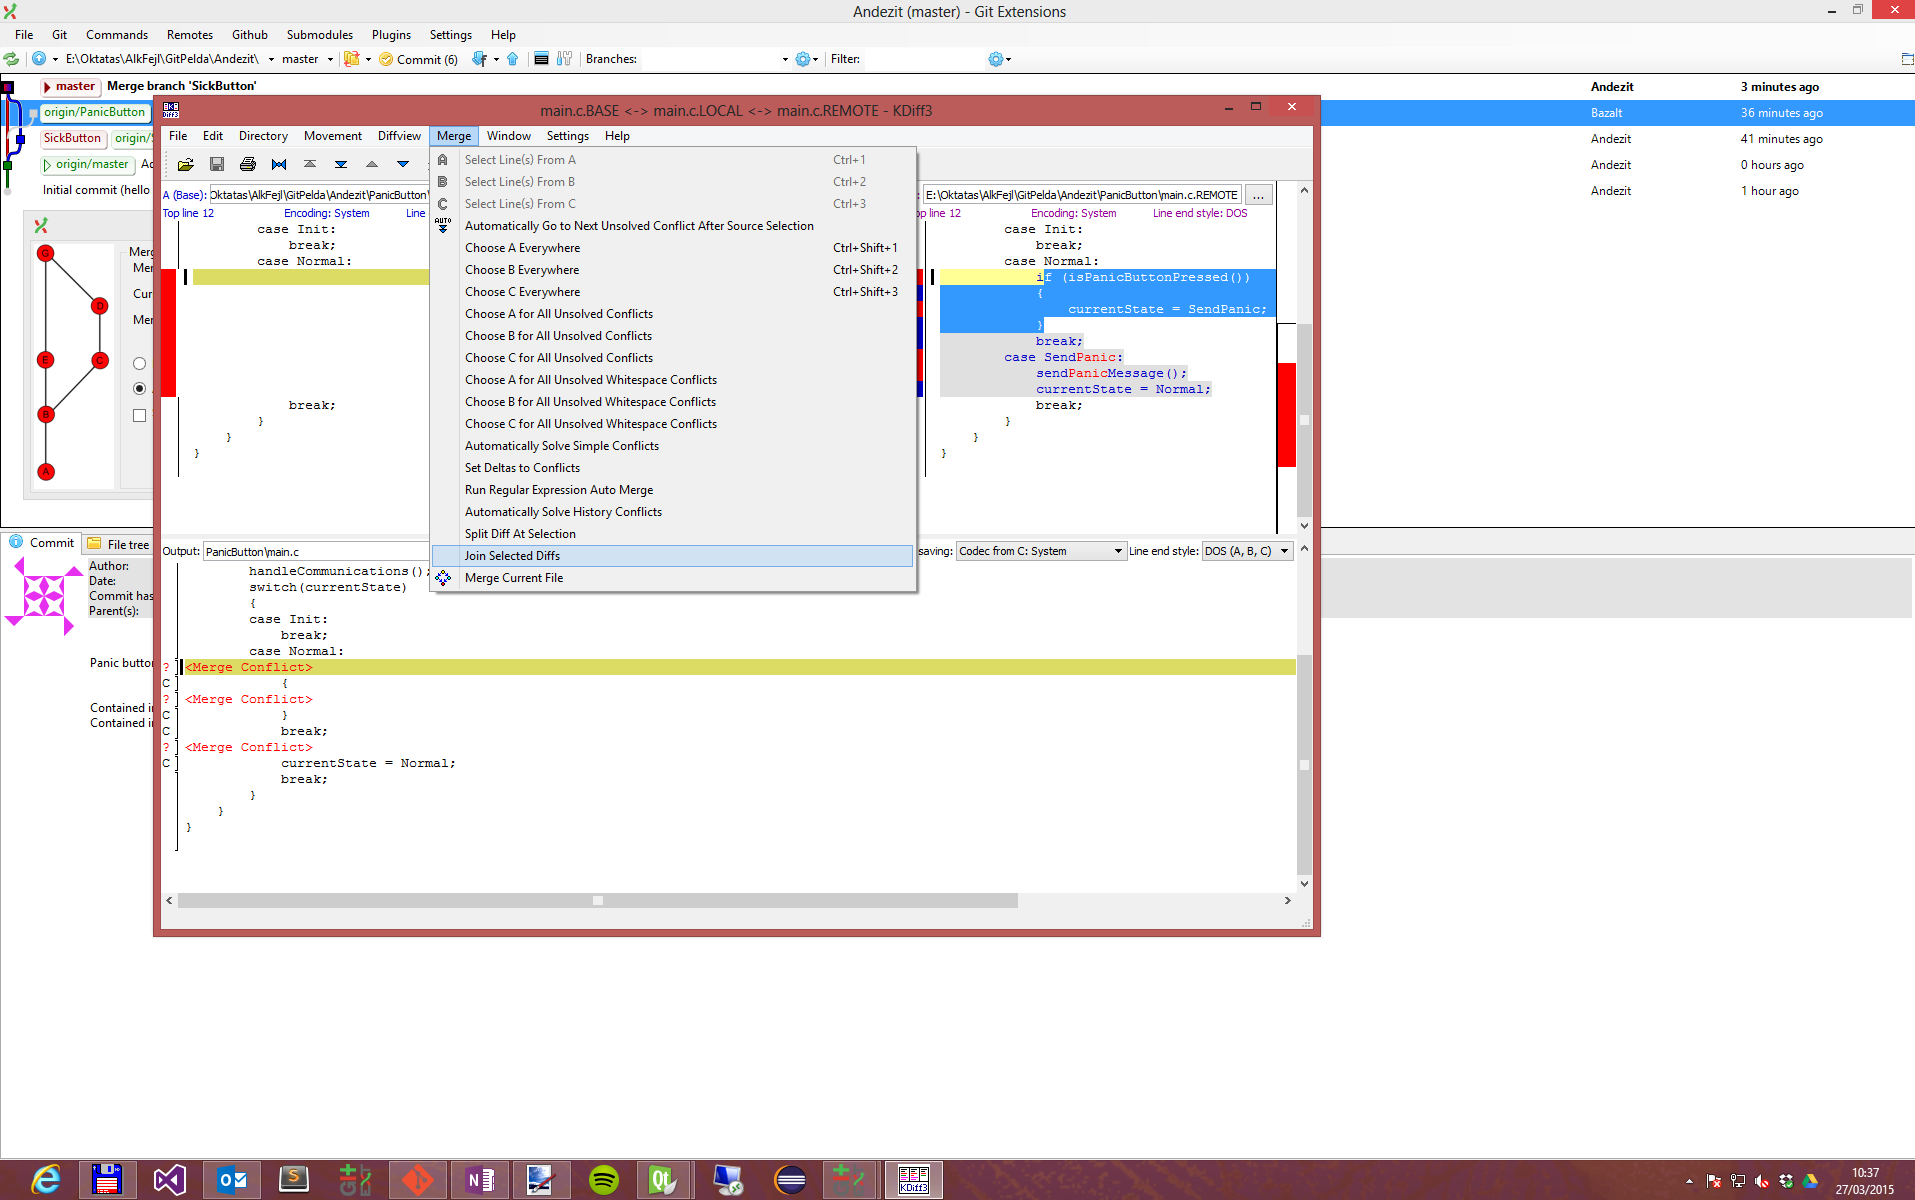 Andezit (master) - Git Extensions
File Git Commands Remotes Github Submodules Plugins Settings Help
E:\Oktatas\AlkFejl\GitPelda\Andezit\ master Commit (6) Branches: Filter:
master Merge branch 'SickButton' Andezit 3 minutes ago
origin/PanicButton Bazalt 36 minutes ago
SickButton origin/S Andezit 41 minutes ago
origin/master Ad Andezit 0 hours ago
Initial commit (hello Andezit 1 hour ago
main.c.BASE <-> main.c.LOCAL <-> main.c.REMOTE - KDiff3
File Edit Directory Movement Diffview Merge Window Settings Help
A (Base): Oktatas\AlkFejl\GitPelda\Andezit\PanicButton\
Top line 12 Encoding: System Line
case Init:
break;
case Normal:
break;
}
}
}
Select Line(s) From A Ctrl+1
Select Line(s) From B Ctrl+2
Select Line(s) From C Ctrl+3
AUTO Automatically Go to Next Unsolved Conflict After Source Selection
Choose A Everywhere Ctrl+Shift+1
Choose B Everywhere Ctrl+Shift+2
Choose C Everywhere Ctrl+Shift+3
Choose A for All Unsolved Conflicts
Choose B for All Unsolved Conflicts
Choose C for All Unsolved Conflicts
Choose A for All Unsolved Whitespace Conflicts
Choose B for All Unsolved Whitespace Conflicts
Choose C for All Unsolved Whitespace Conflicts
Automatically Solve Simple Conflicts
Set Deltas to Conflicts
Run Regular Expression Auto Merge
Automatically Solve History Conflicts
Split Diff At Selection
Join Selected Diffs
Merge Current File
: E:\Oktatas\AlkFejl\GitPelda\Andezit\PanicButton\main.c.REMOTE ...
op line 12 Encoding: System Line end style: DOS
case Init:
break;
case Normal:
if (isPanicButtonPressed())
{
currentState = SendPanic;
}
break;
case SendPanic:
sendPanicMessage();
currentState = Normal;
break;
}
}
}
G
D
E
C
B
A
Merg
Mer
Cur
Mer
Output: PanicButton\main.c saving: Codec from C: System Line end style: DOS (A, B, C)
handleCommunications();
switch(currentState)
{
case Init:
break;
case Normal:
? <Merge Conflict>
C {
? <Merge Conflict>
C }
C break;
? <Merge Conflict>
C currentState = Normal;
break;
}
}
}
Commit File tree
Author:
Date:
Commit has
Parent(s):
Panic button
Contained in
Contained in
KDiff3
10:37
27/03/2015